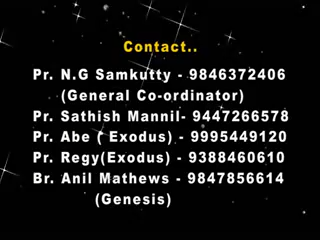 Contact..
Pr. N.G Samkutty - 9846372406
(General Co-ordinator)
Pr. Sathish Mannil- 9447266578
Pr. Abe ( Exodus) - 9995449120
Pr. Regy(Exodus) - 9388460610
Br. Anil Mathews - 9847856614
(Genesis)